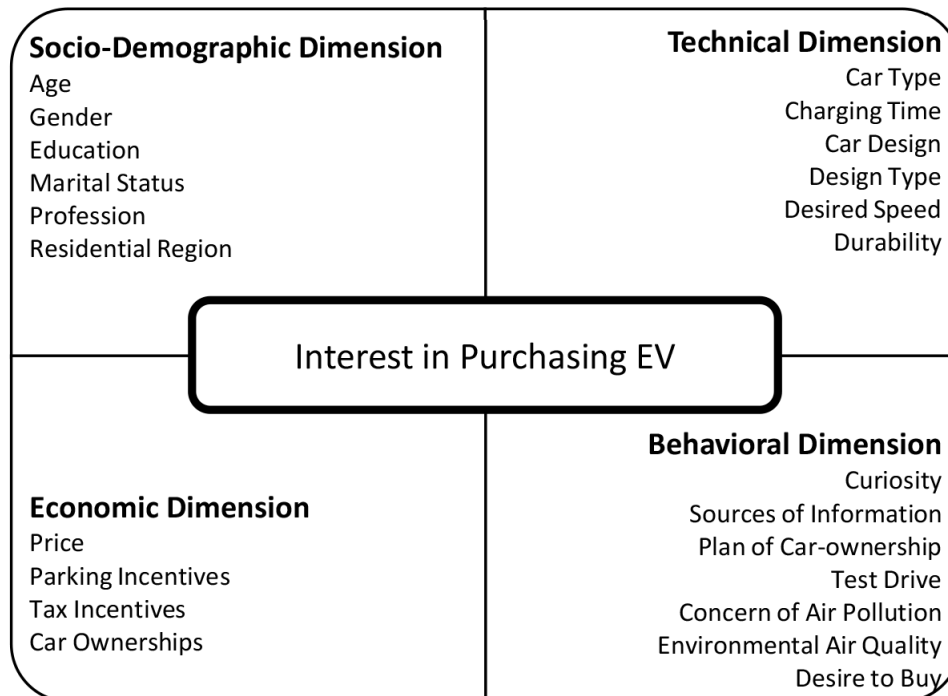 Socio-Demographic Dimension
Age
Gender
Education
Marital Status
Profession
Residential Region
Technical Dimension
Car Type
Charging Time
Car Design
Design Type
Desired Speed
Durability
Interest in Purchasing EV
Economic Dimension
Price
Parking Incentives
Tax Incentives
Car Ownerships
Behavioral Dimension
Curiosity
Sources of Information
Plan of Car-ownership
Test Drive
Concern of Air Pollution
Environmental Air Quality
Desire to Buy